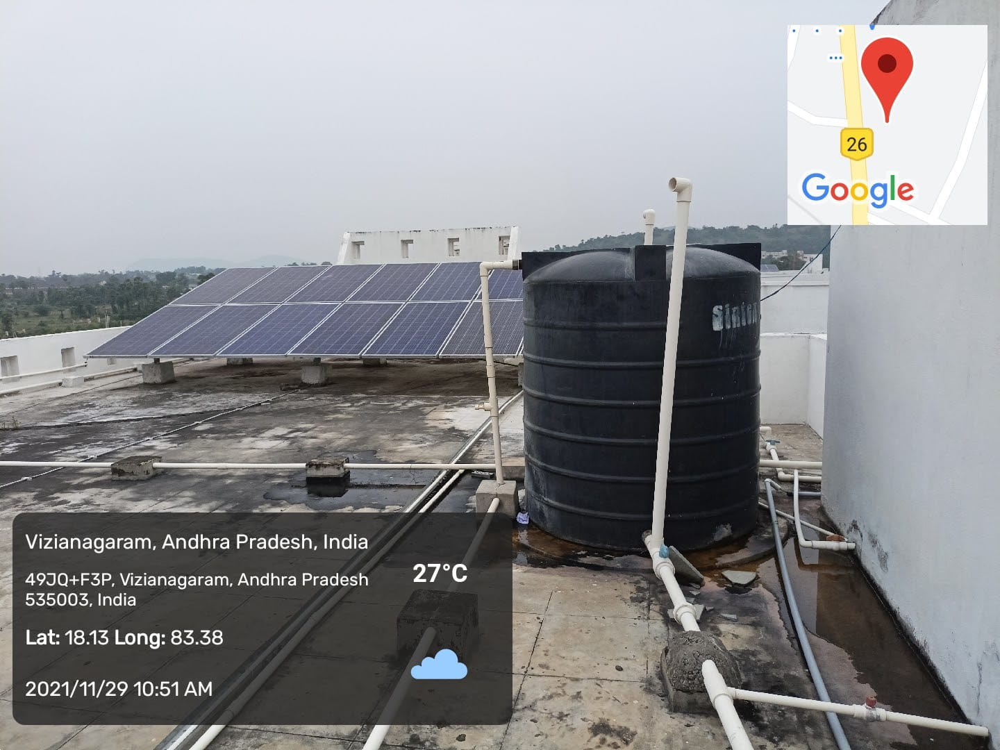 26
Google
Sintex
Vizianagaram, Andhra Pradesh, India
49JQ+F3P, Vizianagaram, Andhra Pradesh
535003, India
27°C
Lat: 18.13 Long: 83.38
2021/11/29 10:51 AM